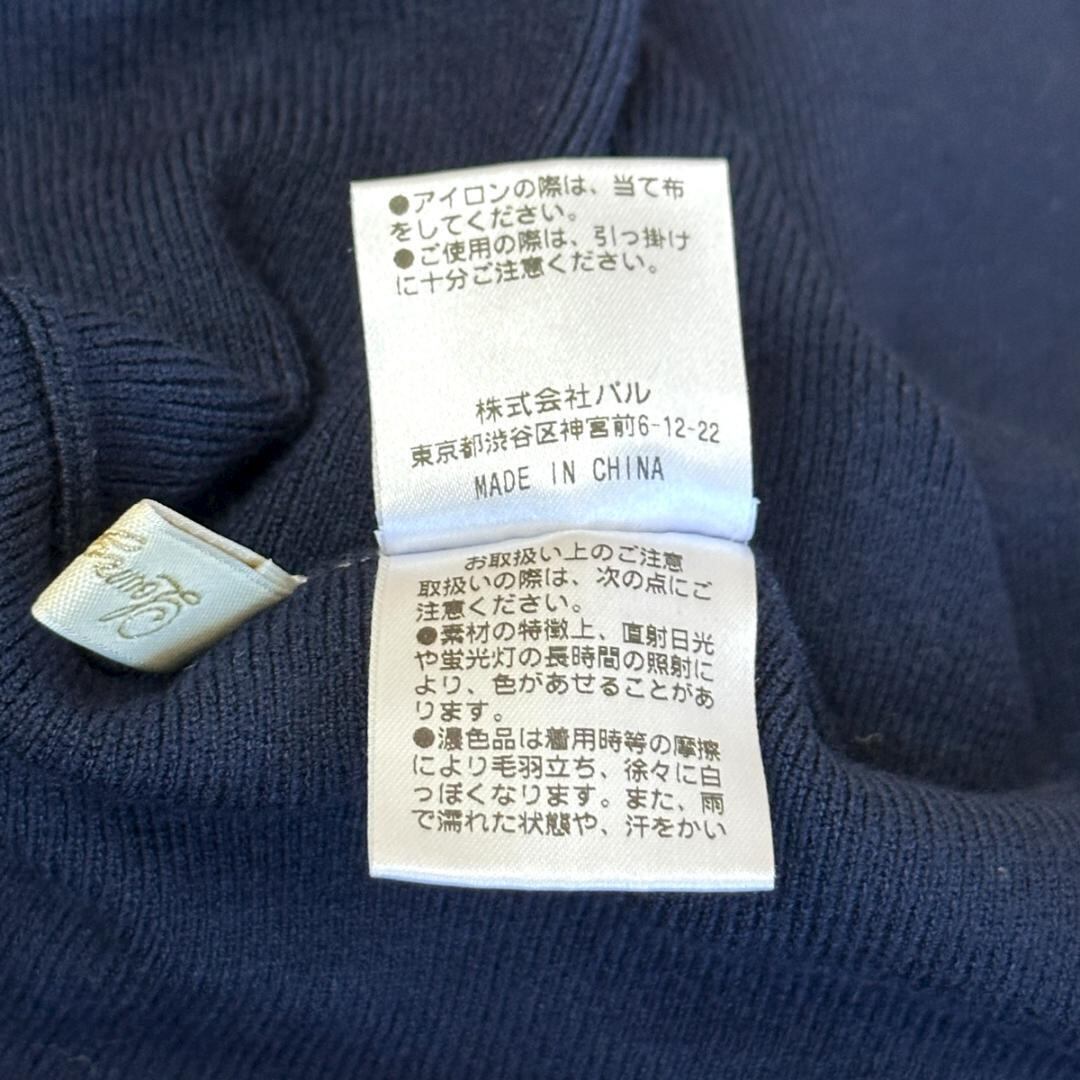 ●アイロンの際は、当て布
をしてください。
●ご使用の際は、引っ掛け
に十分ご注意ください。
株式会社パル
東京都渋谷区神宮前6-12-22
MADE IN CHINA
お取扱い上のご注意
取扱いの際は、次の点にご
注意ください。
●素材の特徴上、直射日光
や蛍光灯の長時間の照射に
より、色があせることがあ
ります。
●濃色品は着用時等の摩擦
により毛羽立ち、徐々に白
っぽくなります。また、雨
で濡れた状態や、汗をかい